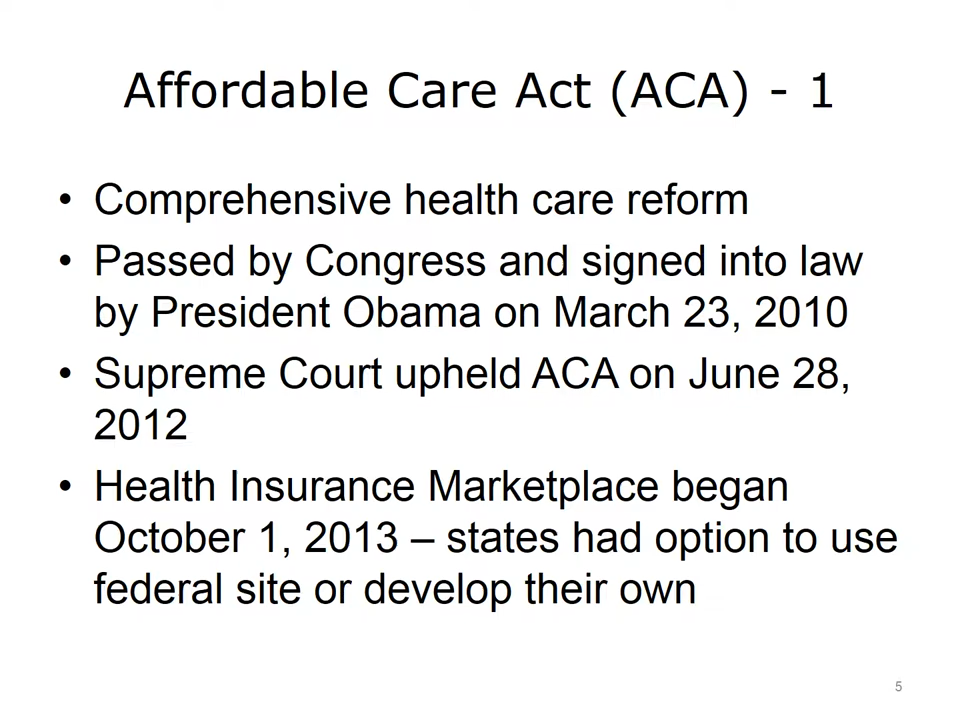 Affordable Care Act (ACA) - 1
• Comprehensive health care reform
• Passed by Congress and signed into law
by President Obama on March 23, 2010
• Supreme Court upheld ACA on June 28,
2012
• Health Insurance Marketplace began
October 1, 2013 – states had option to use
federal site or develop their own
5